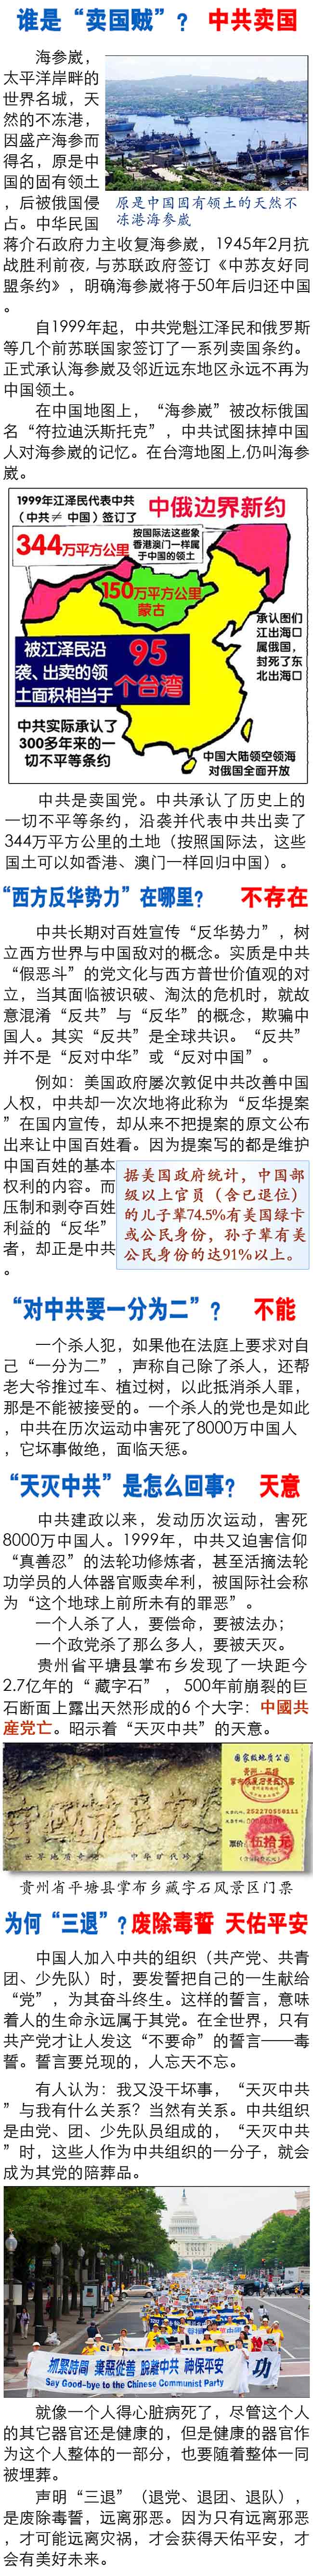 谁是“卖国贼”？ 中共卖国
海参崴，
太平洋岸畔的
世界名城，天
然的不冻港，
因盛产海参而
得名，原是中
国的固有领土
，后被俄国侵
占。中华民国
原是中国固有领土的天然不
冻港海参崴
蒋介石政府力主收复海参崴，1945年2月抗
战胜利前夜，与苏联政府签订《中苏友好同
盟条约》，明确海参崴将于50年后归还中国
。
自1999年起，中共党魁江泽民和俄罗斯
等几个前苏联国家签订了一系列卖国条约。
正式承认海参崴及邻近远东地区永远不再为
中国领土。
在中国地图上，“海参崴”被改标俄国
名“符拉迪沃斯托克”，中共试图抹掉中国
人对海参崴的记忆。在台湾地图上,仍叫海参
崴。
1999年江泽民代表中共
（中共≠ 中国）签订了
中俄边界新约
344万平方公里
按国际法这些象
香港澳门一样属
于中国的领土
150万平方公里
蒙古
承认图们
江出海口
属俄国，
封死了东
北出海口
被江泽民沿
袭、出卖的领
土面积相当于
95
个台湾
中共实际承认了
300多年来的一
切不平等条约
中国大陆领空领海
对俄国全面开放
中共是卖国党。中共承认了历史上的
一切不平等条约，沿袭并代表中共出卖了
344万平方公里的土地（按照国际法，这些
国土可以如香港、澳门一样回归中国）。
“西方反华势力”在哪里？ 不存在
中共长期对百姓宣传“反华势力”，树
立西方世界与中国敌对的概念。实质是中共
“假恶斗”的党文化与西方普世价值观的对
立，当其面临被识破、淘汰的危机时，就故
意混淆“反共”与“反华”的概念，欺骗中
国人。其实“反共”是全球共识。“反共”
并不是“反对中华”或“反对中国”。
例如：美国政府屡次敦促中共改善中国
人权，中共却一次次地将此称为“反华提案
”在国内宣传，却从来不把提案的原文公布
出来让中国百姓看。因为提案写的都是维护
中国百姓的基本
权利的内容。而
压制和剥夺百姓
利益的“反华”
者，却正是中共
。
据美国政府统计，中国部
级以上官员（含已退位）
的儿子辈74.5%有美国绿卡
或公民身份，孙子辈有美
公民身份的达91%以上。
“对中共要一分为二”？ 不能
一个杀人犯，如果他在法庭上要求对自
己“一分为二”，声称自己除了杀人，还帮
老大爷推过车、植过树，以此抵消杀人罪，
那是不能被接受的。一个杀人的党也是如此
，中共在历次运动中害死了8000万中国人
，它坏事做绝，面临天惩。
“天灭中共”是怎么回事？ 天意
中共建政以来，发动历次运动，害死
8000万中国人。1999年，中共又迫害信仰
“真善忍”的法轮功修炼者，甚至活摘法轮
功学员的人体器官贩卖牟利，被国际社会称
为“这个地球上前所未有的罪恶”。
一个人杀了人，要偿命，要被法办；
一个政党杀了那么多人，要被天灭。
贵州省平塘县掌布乡发现了一块距今
2.7亿年的“ 藏字石”， 500年前崩裂的巨
石断面上露出天然形成的6 个大字：中國共
産党亡。昭示着“天灭中共”的天意。
国家级地质公园
伍拾元
世界地质奇观 中华旷代珍宝
贵州省平塘县掌布乡藏字石风景区门票
为何“三退”？废除毒誓 天佑平安
中国人加入中共的组织（共产党、共青
团、少先队）时，要发誓把自己的一生献给
“党”，为其奋斗终生。这样的誓言，意味
着人的生命永远属于其党。在全世界，只有
共产党才让人发这“不要命”的誓言——毒
誓。誓言要兑现的，人忘天不忘。
有人认为：我又没干坏事，“天灭中共
”与我有什么关系？当然有关系。中共组织
是由党、团、少先队员组成的，“天灭中共
”时，这些人作为中共组织的一分子，就会
成为其党的陪葬品。
抓緊時間 棄惡從善 脫離中共 神保平安
Say Good-bye to the Chinese Communist Party
功
就像一个人得心脏病死了，尽管这个人
的其它器官还是健康的，但是健康的器官作
为这个人整体的一部分，也要随着整体一同
被埋葬。
声明“三退”（退党、退团、退队），
是废除毒誓，远离邪恶。因为只有远离邪恶
，才可能远离灾祸，才会获得天佑平安，才
会有美好未来。